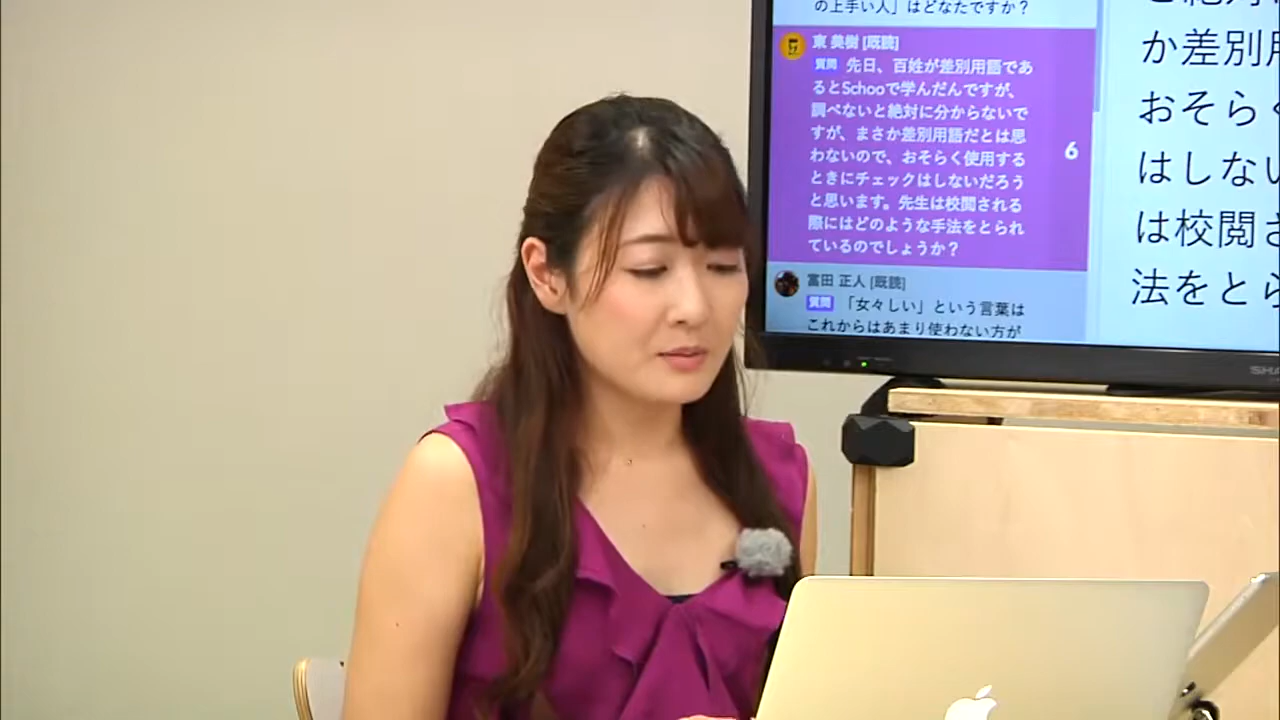 の上手い人」はどなたですか？
東 美樹 [既読]
質問 先日、百姓が差別用語であ
るとSchooで学んだんですが、
調べないと絶対に分からないで
すが、まさか差別用語だとは思
わないので、おそらく使用する
ときにチェックはしないだろう
と思います。先生は校閲される
際にはどのような手法をとられ
ているのでしょうか？
6
富田 正人 [既読]
質問 「女々しい」という言葉は
これからはあまり使わない方が
か差別
おそらく
はしない
は校閲さ
法をとら
SHA